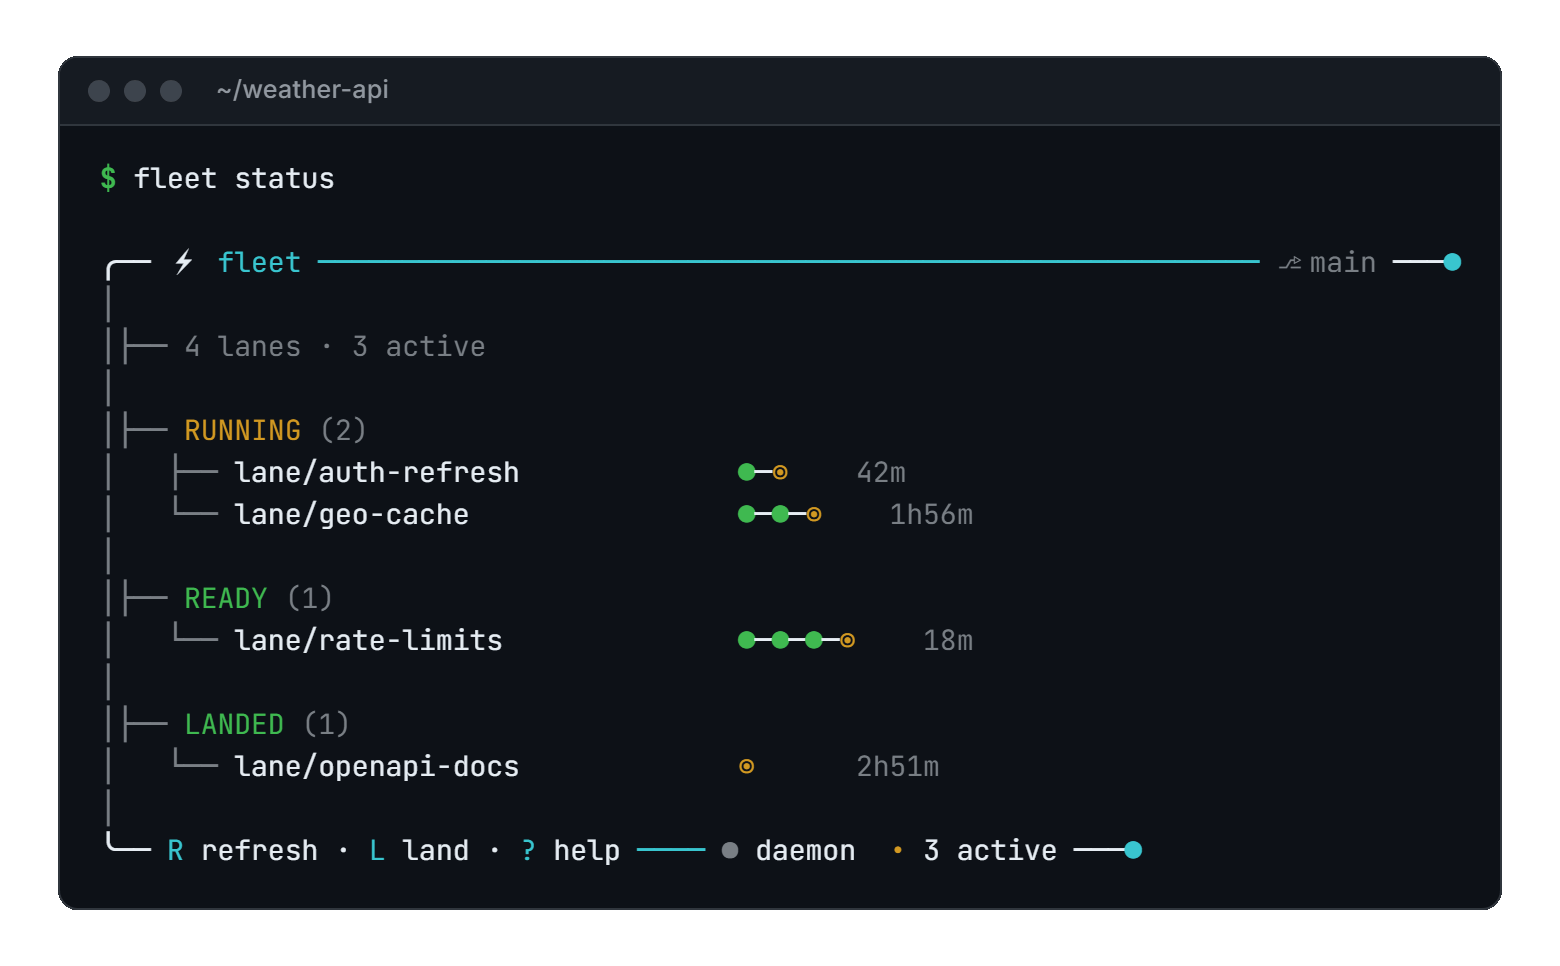 ~/weather-api
$ fleet status
⚡ fleet main
4 lanes · 3 active
RUNNING (2)
lane/auth-refresh 42m
lane/geo-cache 1h56m
READY (1)
lane/rate-limits 18m
LANDED (1)
lane/openapi-docs 2h51m
R refresh · L land · ? help ● daemon • 3 active